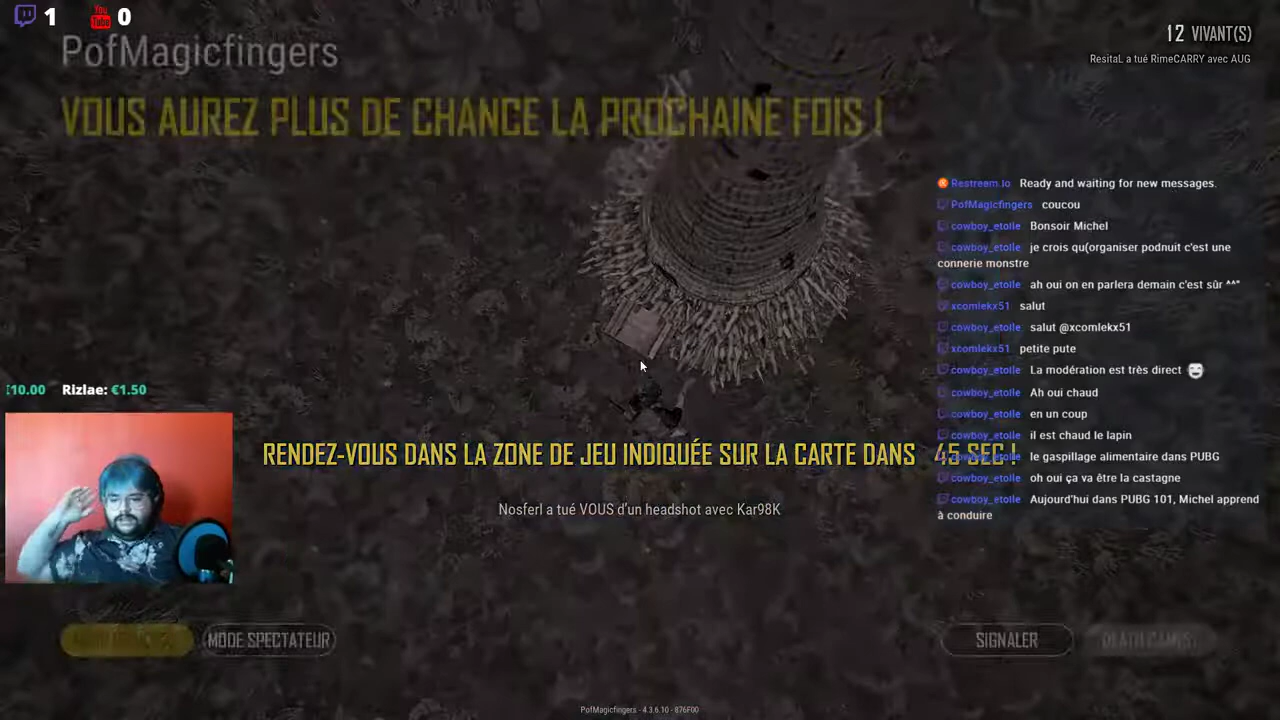 1
You Tube 0
PofMagicfingers
VOUS AUREZ PLUS DE CHANCE LA PROCHAINE FOIS !
12 VIVANT(S)
ResitaL a tué RimeCARRY avec AUG
Restream.io Ready and waiting for new messages.
PofMagicfingers coucou
cowboy_etoile Bonsoir Michel
cowboy_etoile je crois qu(organiser podnuit c'est une
connerie monstre
cowboy_etoile ah oui on en parlera demain c'est sûr ^^"
xcomlekx51 salut
cowboy_etoile salut @xcomlekx51
xcomlekx51 petite pute
cowboy_etoile La modération est très direct
cowboy_etoile Ah oui chaud
cowboy_etoile en un coup
cowboy_etoile il est chaud le lapin
cowboy_etoile le gaspillage alimentaire dans PUBG
cowboy_etoile oh oui ça va être la castagne
cowboy_etoile Aujourd'hui dans PUBG 101, Michel apprend
à conduire
€10.00 Rizlae: €1.50
RENDEZ-VOUS DANS LA ZONE DE JEU INDIQUÉE SUR LA CARTE DANS 45 SEC !
Nosferl a tué VOUS d'un headshot avec Kar98K
MODE SPECTATEUR
SIGNALER
PofMagicfingers - 4.3.6.10 - 876F00